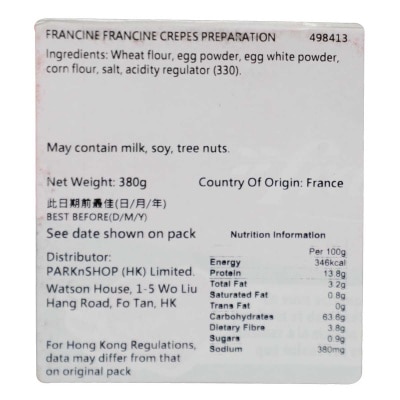 FRANCINE FRANCINE CREPES PREPARATION 498413
Ingredients: Wheat flour, egg powder, egg white powder,
corn flour, salt, acidity regulator (330).
May contain milk, soy, tree nuts.
Net Weight: 380g Country Of Origin: France
此日期前最佳(日/月/年)
BEST BEFORE(D/M/Y)
See date shown on pack
Distributor:
PARKnSHOP (HK) Limited.
Watson House, 1-5 Wo Liu
Hang Road, Fo Tan, HK
For Hong Kong Regulations,
data may differ from that
on original pack
Nutrition Information
Per 100g
Energy 346kcal
Protein 13.8g
Total Fat 3.2g
Saturated Fat 0.8g
Trans Fat 0g
Carbohydrates 63.6g
Dietary Fibre 3.8g
Sugars 0.9g
Sodium 380mg